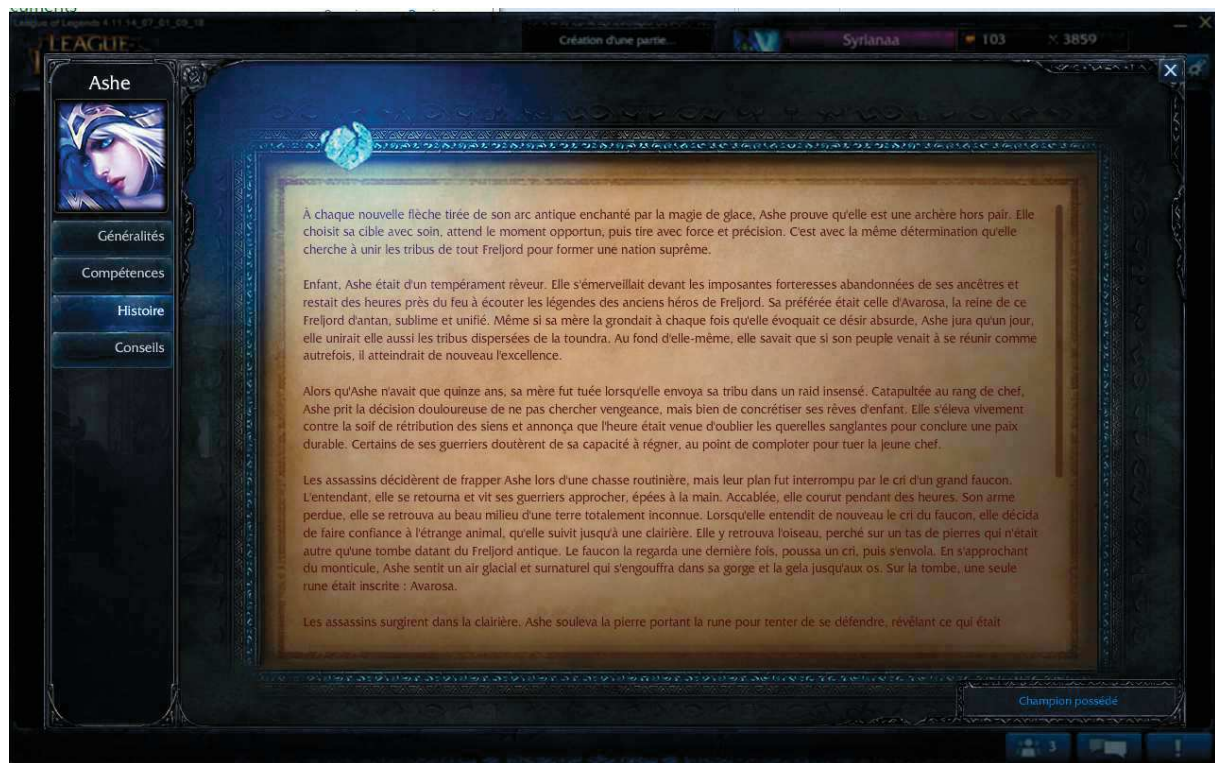 League of Legends 4.11.14_07_01_09_18
LEAGUE
Création d'une partie...
Syrianaa
103
3859
Ashe
Généralités
Compétences
Histoire
Conseils
À chaque nouvelle flèche tirée de son arc antique enchanté par la magie de glace, Ashe prouve qu'elle est une archère hors pair. Elle
choisit sa cible avec soin, attend le moment opportun, puis tire avec force et précision. C'est avec la même détermination qu'elle
cherche à unir les tribus de tout Freljord pour former une nation suprême.
Enfant, Ashe était d'un tempérament rêveur. Elle s'émerveillait devant les imposantes forteresses abandonnées de ses ancêtres et
restait des heures près du feu à écouter les légendes des anciens héros de Freljord. Sa préférée était celle d'Avarosa, la reine de ce
Freljord d'antan, sublime et unifié. Même si sa mère la grondait à chaque fois qu'elle évoquait ce désir absurde, Ashe jura qu'un jour,
elle unirait elle aussi les tribus dispersées de la toundra. Au fond d'elle-même, elle savait que si son peuple venait à se réunir comme
autrefois, il atteindrait de nouveau l'excellence.
Alors qu'Ashe n'avait que quinze ans, sa mère fut tuée lorsqu'elle envoya sa tribu dans un raid insensé. Catapultée au rang de chef,
Ashe prit la décision douloureuse de ne pas chercher vengeance, mais bien de concrétiser ses rêves d'enfant. Elle s'éleva vivement
contre la soif de rétribution des siens et annonça que l'heure était venue d'oublier les querelles sanglantes pour conclure une paix
durable. Certains de ses guerriers doutèrent de sa capacité à régner, au point de comploter pour tuer la jeune chef.
Les assassins décidèrent de frapper Ashe lors d'une chasse routinière, mais leur plan fut interrompu par le cri d'un grand faucon.
L'entendant, elle se retourna et vit ses guerriers approcher, épées à la main. Accablée, elle courut pendant des heures. Son arme
perdue, elle se retrouva au beau milieu d'une terre totalement inconnue. Lorsqu'elle entendit de nouveau le cri du faucon, elle décida
de faire confiance à l'étrange animal, qu'elle suivit jusqu'à une clairière. Elle y retrouva l'oiseau, perché sur un tas de pierres qui n'était
autre qu'une tombe datant du Freljord antique. Le faucon la regarda une dernière fois, poussa un cri, puis s'envola. En s'approchant
du monticule, Ashe sentit un air glacial et surnaturel qui s'engouffra dans sa gorge et la gela jusqu'aux os. Sur la tombe, une seule
rune était inscrite : Avarosa.
Les assassins surgirent dans la clairière. Ashe souleva la pierre portant la rune pour tenter de se défendre, révélant ce qui était
Champion possédé
3